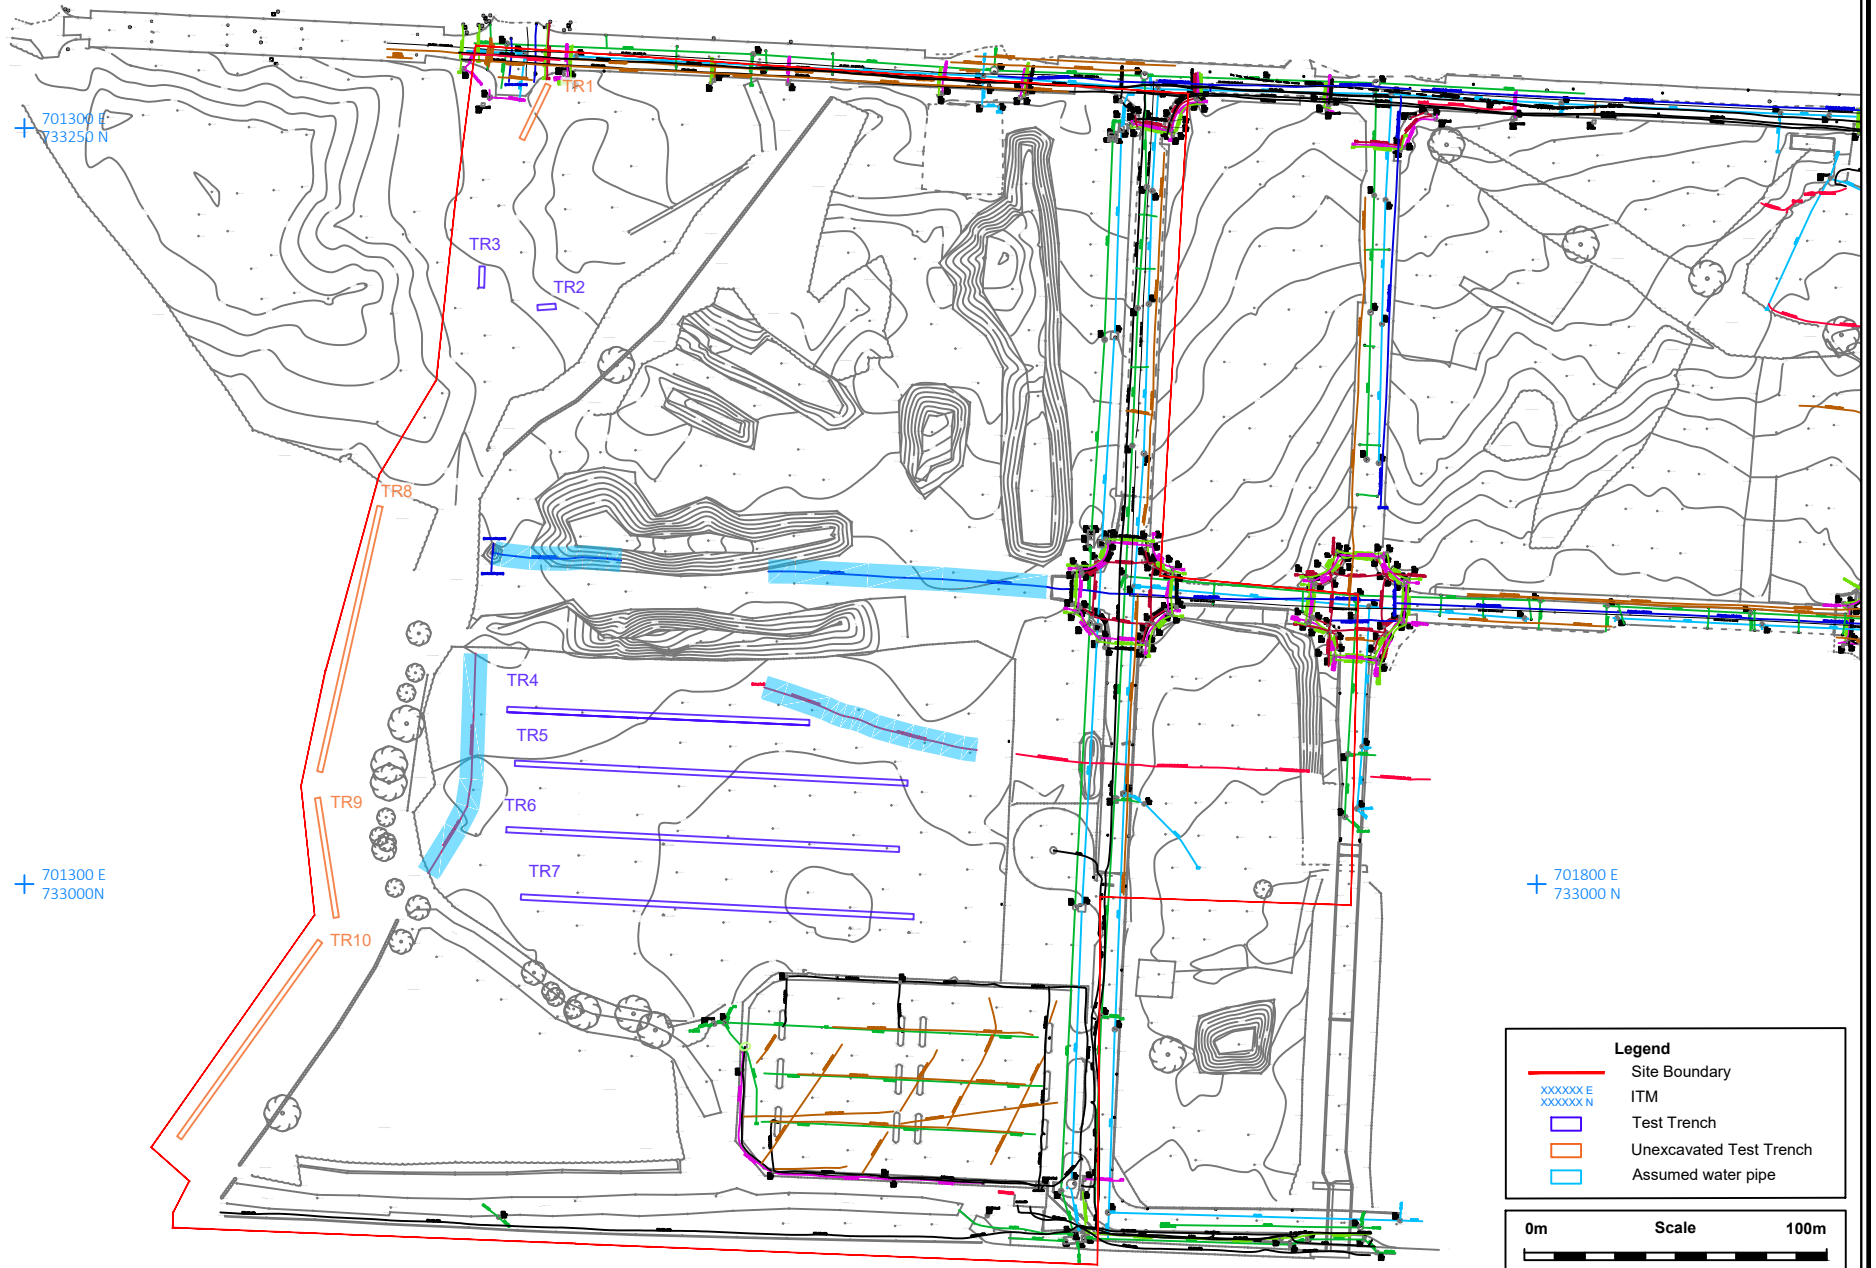 TR1
701300 E
733250 N
TR3
TR2
TR8
TR4
TR5
TR6
TR9
TR7
701300 E
733000N
701800 E
733000 N
TR10
Legend
Site Boundary
XXXXXX E
XXXXXX N
ITM
Test Trench
Unexcavated Test Trench
Assumed water pipe
0m
Scale
100m